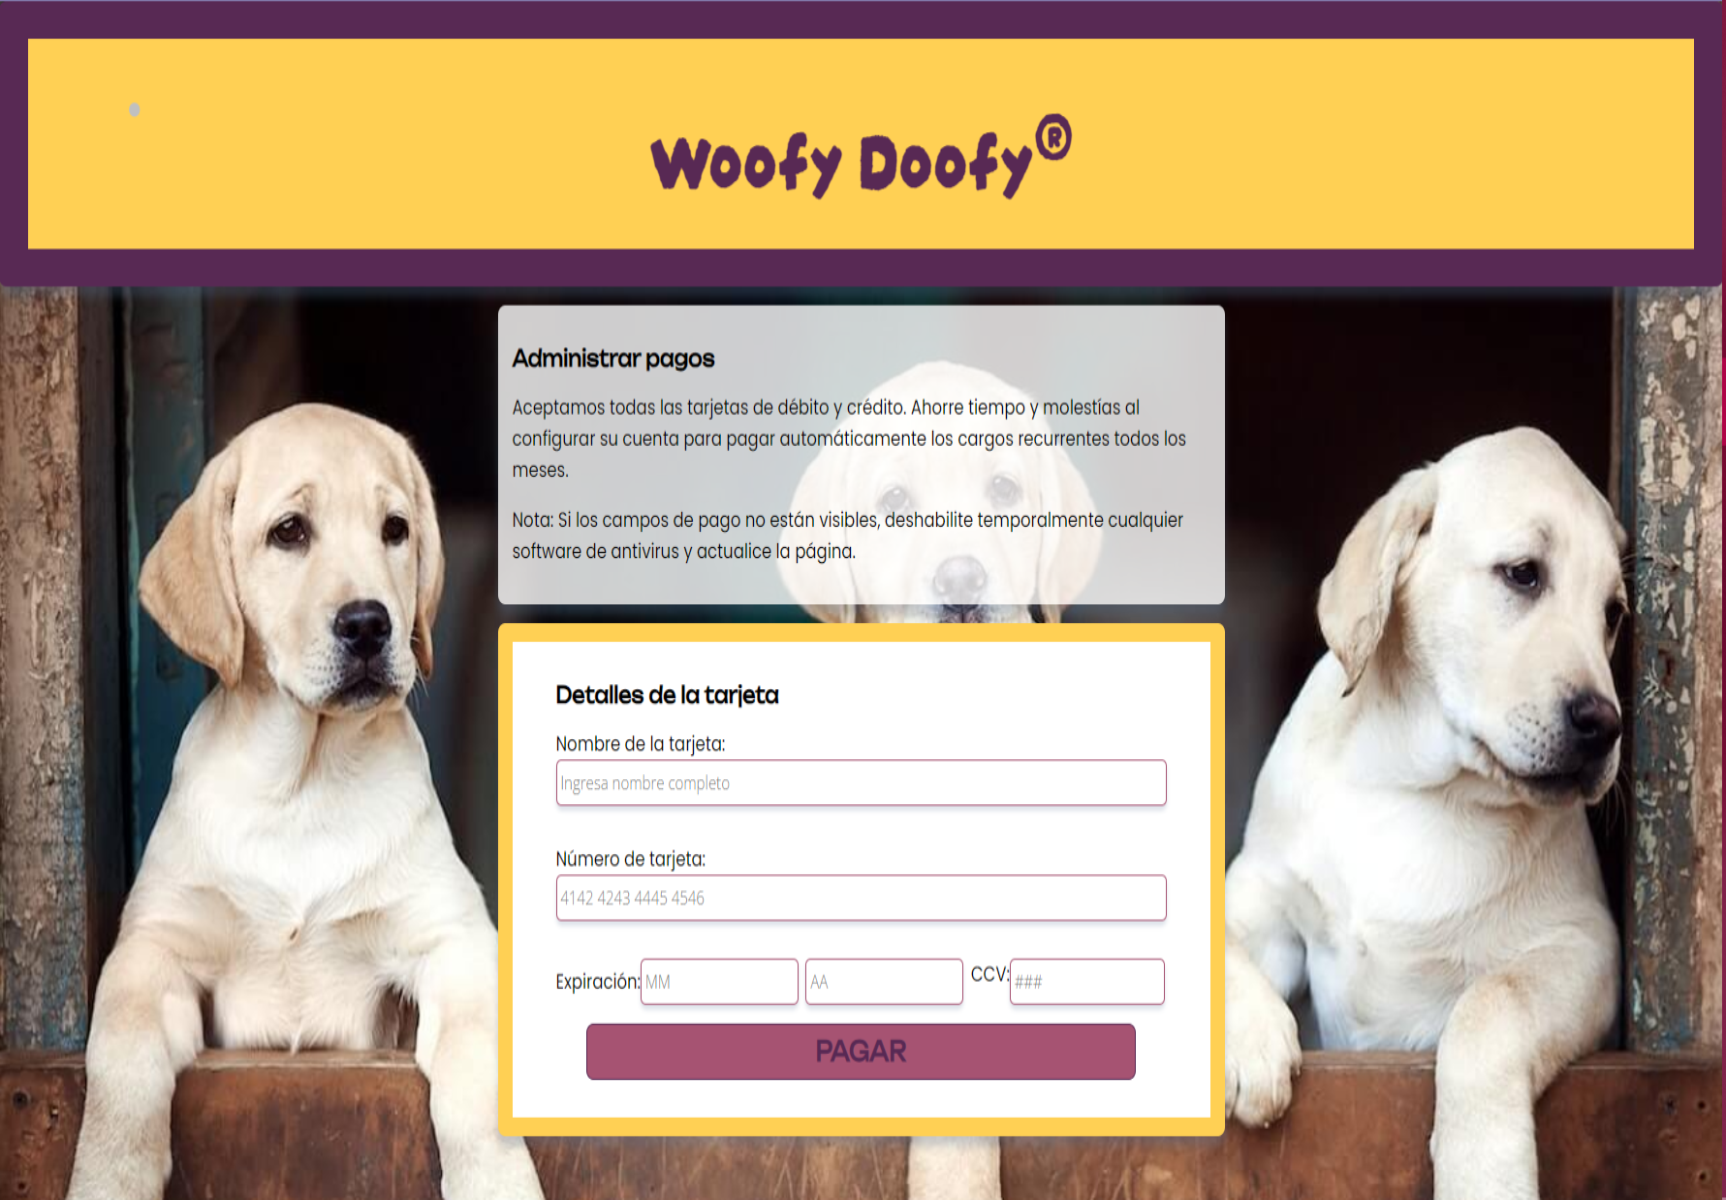 Woofy Doofy®
Administrar pagos
Aceptamos todas las tarjetas de débito y crédito. Ahorre tiempo y molestías al
configurar su cuenta para pagar automáticamente los cargos recurrentes todos los
meses.
Nota: Si los campos de pago no están visibles, deshabilite temporalmente cualquier
software de antivirus y actualice la página.
Detalles de la tarjeta
Nombre de la tarjeta:
Ingresa nombre completo
Número de tarjeta:
4142 4243 4445 4546
Expiración: MM AA CCV: ###
PAGAR